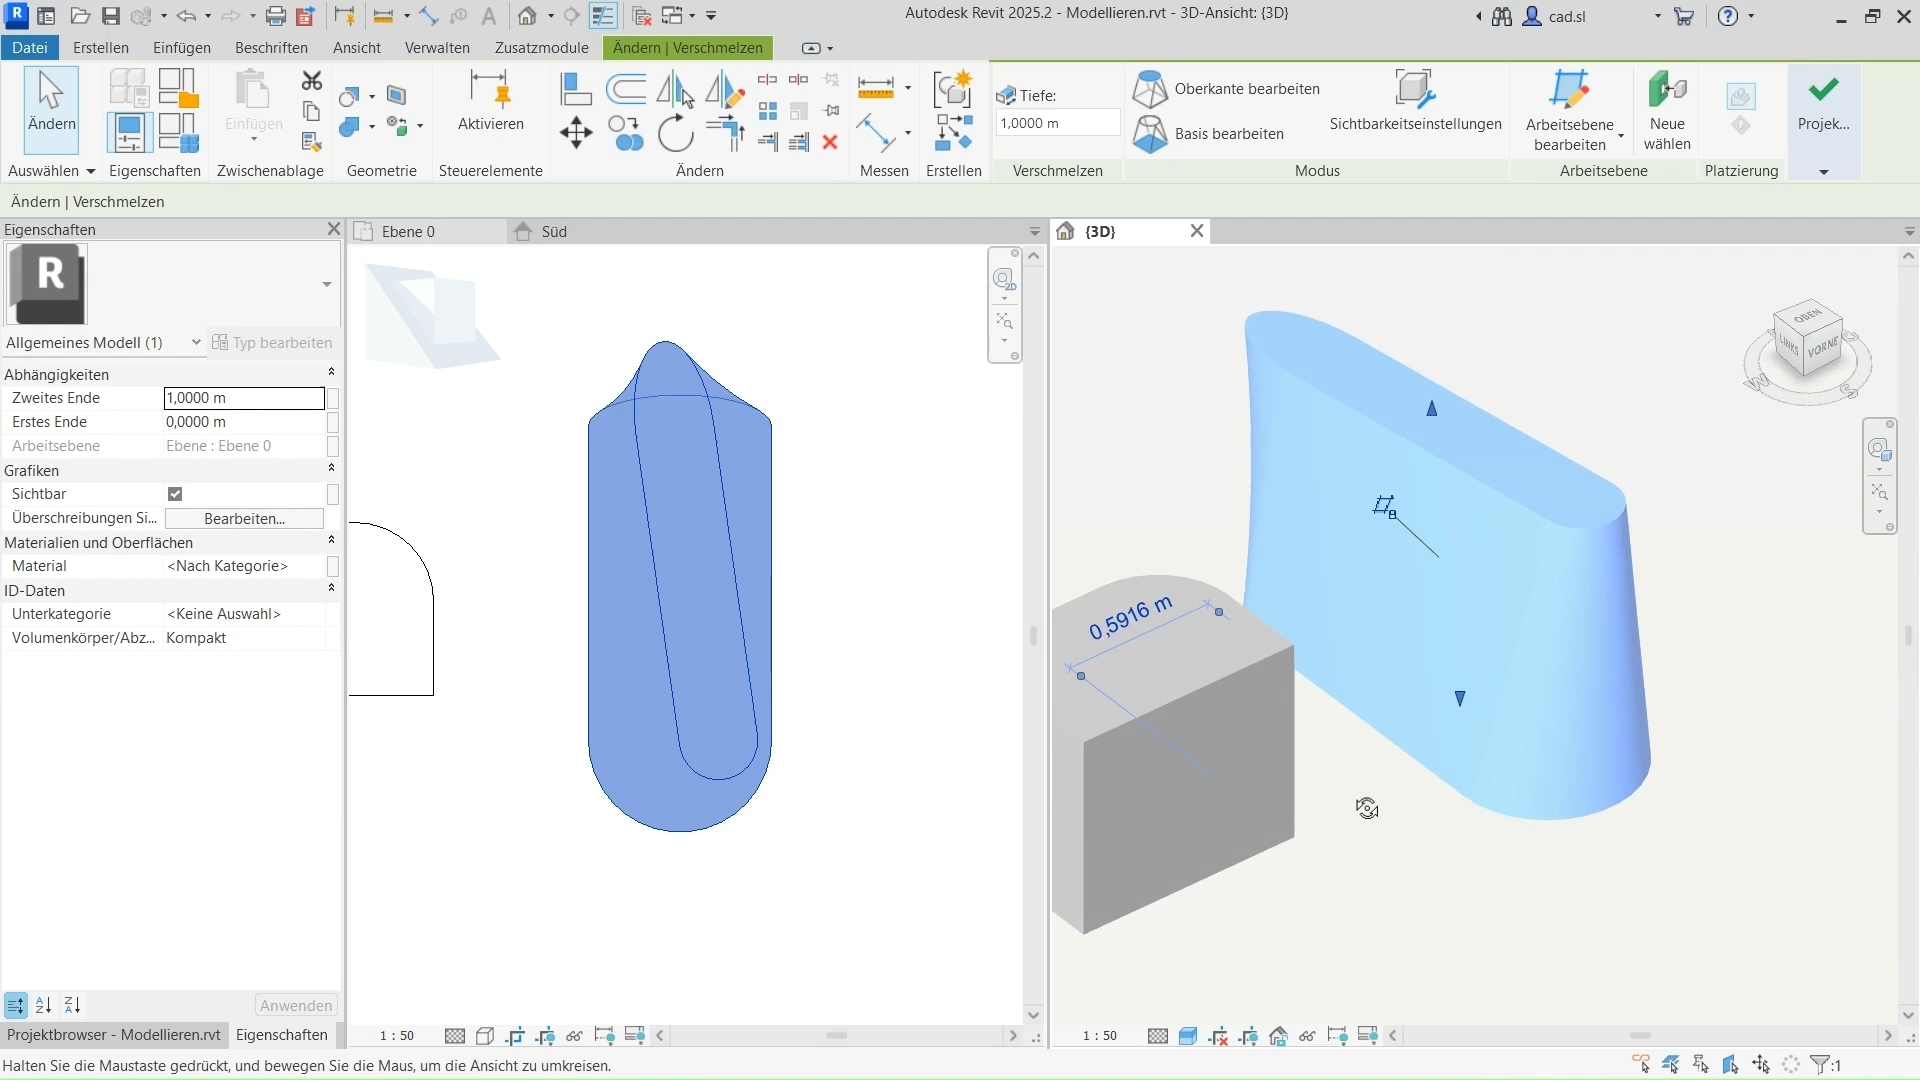 Autodesk Revit 2025.2 - Modellieren.rvt - 3D-Ansicht: {3D}
cad.sl
Datei Erstellen Einfügen Beschriften Ansicht Verwalten Zusatzmodule Ändern | Verschmelzen
Ändern
Einfügen
Aktivieren
Tiefe:
1,0000 m
Oberkante bearbeiten
Basis bearbeiten
Sichtbarkeitseinstellungen
Arbeitsebene
bearbeiten
Neue
wählen
Projek...
Auswählen Eigenschaften Zwischenablage Geometrie Steuerelemente Ändern Messen Erstellen Verschmelzen Modus Arbeitsebene Platzierung
Ändern | Verschmelzen
Eigenschaften
R
Allgemeines Modell (1) Typ bearbeiten
Abhängigkeiten
Zweites Ende 1,0000 m
Erstes Ende 0,0000 m
Arbeitsebene Ebene : Ebene 0
Grafiken
Sichtbar
Überschreibungen Si... Bearbeiten...
Materialien und Oberflächen
Material <Nach Kategorie>
ID-Daten
Unterkategorie <Keine Auswahl>
Volumenkörper/Abz... Kompakt
Anwenden
Projektbrowser - Modellieren.rvt Eigenschaften
Ebene 0 Süd
2D
1 : 50
{3D}
OBEN
LINKS VORNE
W S
0,5916 m
1 : 50
Halten Sie die Maustaste gedrückt, und bewegen Sie die Maus, um die Ansicht zu umkreisen.
:1